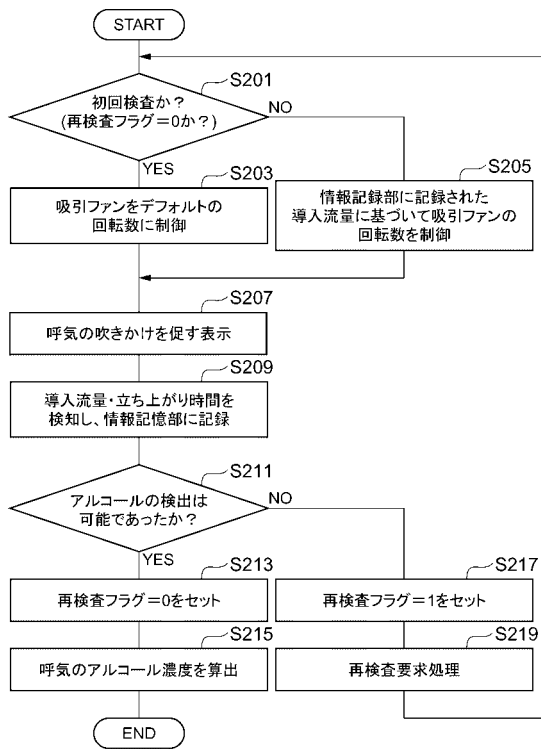 START
S201
初回検査か?
(再検査フラグ=0か?)
NO
YES
S203
吸引ファンをデフォルトの
回転数に制御
S205
情報記録部に記録された
導入流量に基づいて吸引ファンの
回転数を制御
S207
呼気の吹きかけを促す表示
S209
導入流量・立ち上がり時間を
検知し、情報記憶部に記録
S211
アルコールの検出は
可能であったか?
NO
YES
S213
再検査フラグ=0をセット
S217
再検査フラグ=1をセット
S215
呼気のアルコール濃度を算出
S219
再検査要求処理
END